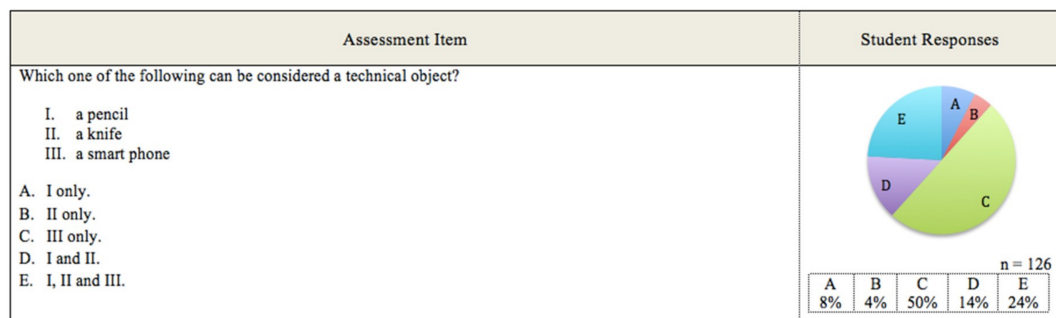 Assessment Item
Student Responses
Which one of the following can be considered a technical object?
I. a pencil
II. a knife
III. a smart phone
A. I only.
B. II only.
C. III only.
D. I and II.
E. I, II and III.
A
B
E
D
C
n = 126
A B C D E
8% 4% 50% 14% 24%